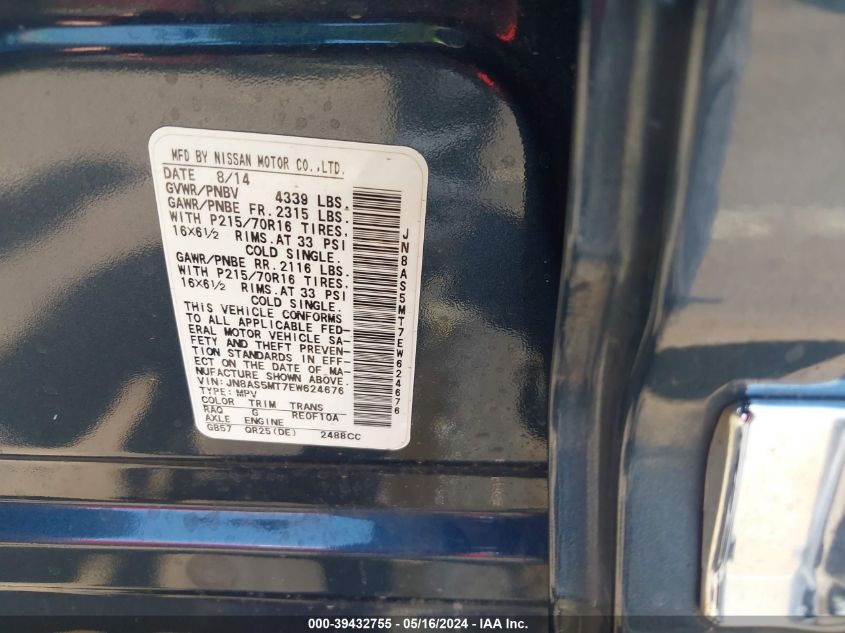 MFD BY NISSAN MOTOR CO.,LTD.
DATE 8/14
GVWR/PNBV 4339 LBS.
GAWR/PNBE FR. 2315 LBS.
WITH P215/70R16 TIRES,
16X6½ RIMS.AT 33 PSI
COLD SINGLE.
GAWR/PNBE RR. 2116 LBS.
WITH P215/70R16 TIRES,
16X6½ RIMS.AT 33 PSI
COLD SINGLE.
THIS VEHICLE CONFORMS
TO ALL APPLICABLE FED-
ERAL MOTOR VEHICLE SA-
FETY AND THEFT PREVEN-
TION STANDARDS IN EFF-
ECT ON THE DATE OF MA-
NUFACTURE SHOWN ABOVE.
VIN: JN8AS5MT7EW624676
TYPE: MPV
COLOR TRIM TRANS
RAQ G RE0F10A
AXLE ENGINE
GB57 QR25(DE) 2488CC
JN8AS5MT7EW624676
000-39432755 - 05/16/2024 - IAA Inc.